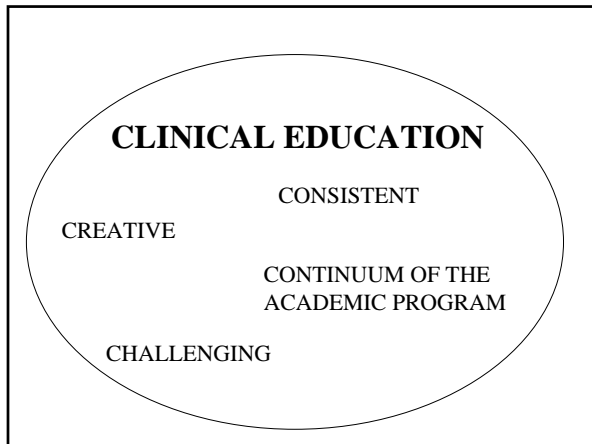 CLINICAL EDUCATION
CONSISTENT
CREATIVE
CONTINUUM OF THE
ACADEMIC PROGRAM
CHALLENGING